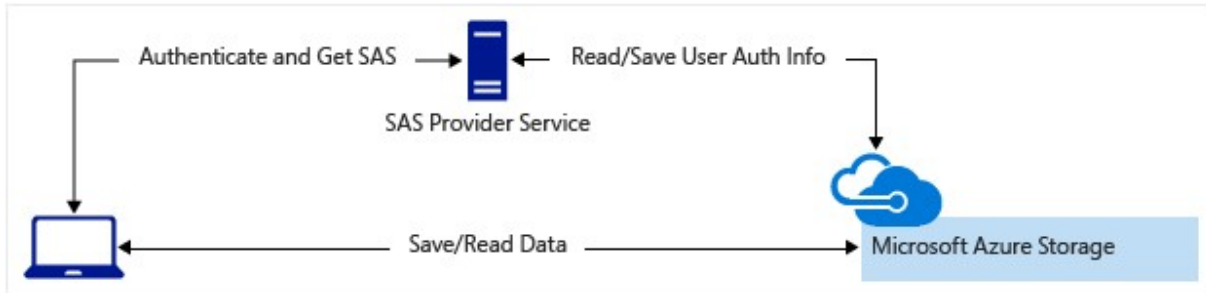 Authenticate and Get SAS
Read/Save User Auth Info
SAS Provider Service
Save/Read Data
Microsoft Azure Storage